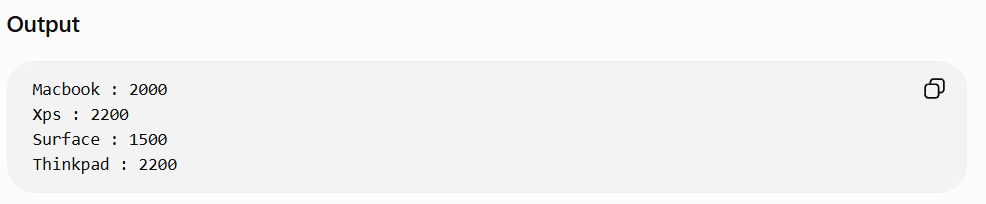 Output
Macbook : 2000
Xps : 2200
Surface : 1500
Thinkpad : 2200